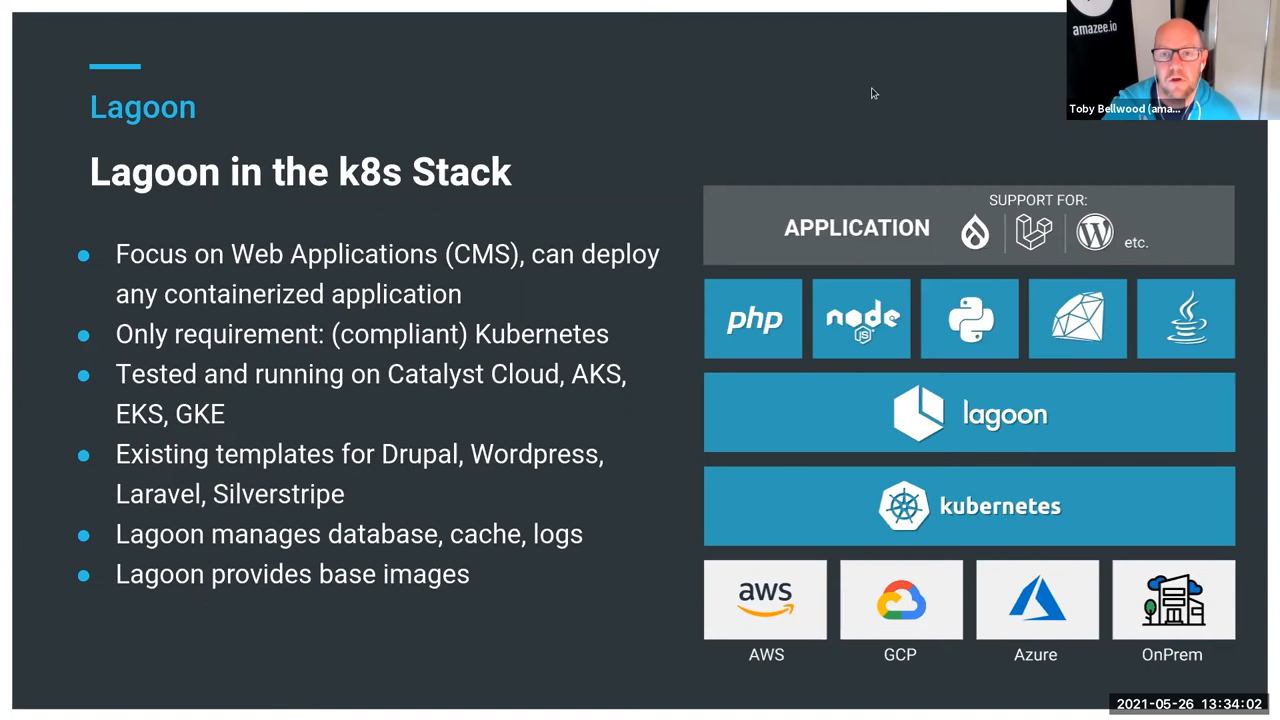 amazee.io
Toby Bellwood (ama...
Lagoon
Lagoon in the k8s Stack
Focus on Web Applications (CMS), can deploy
any containerized application
Only requirement: (compliant) Kubernetes
Tested and running on Catalyst Cloud, AKS,
EKS, GKE
Existing templates for Drupal, Wordpress,
Laravel, Silverstripe
Lagoon manages database, cache, logs
Lagoon provides base images
SUPPORT FOR:
APPLICATION
etc.
php
node
JS
lagoon
kubernetes
aws
AWS
GCP
Azure
OnPrem
2021-05-26 13:34:02